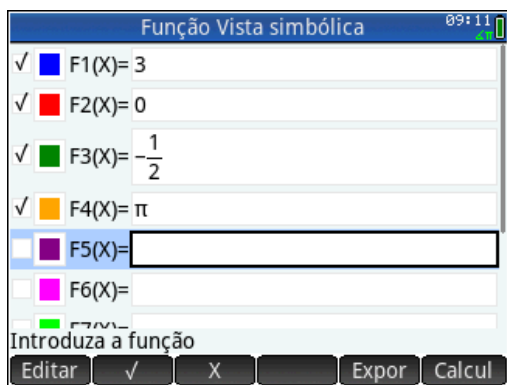 Função Vista simbólica 09:11
∡π
√ F1(X)= 3
√ F2(X)= 0
√ F3(X)= -1/2
√ F4(X)= π
F5(X)=
F6(X)=
F7(X)=
Introduza a função
Editar √ X Expor Calcul